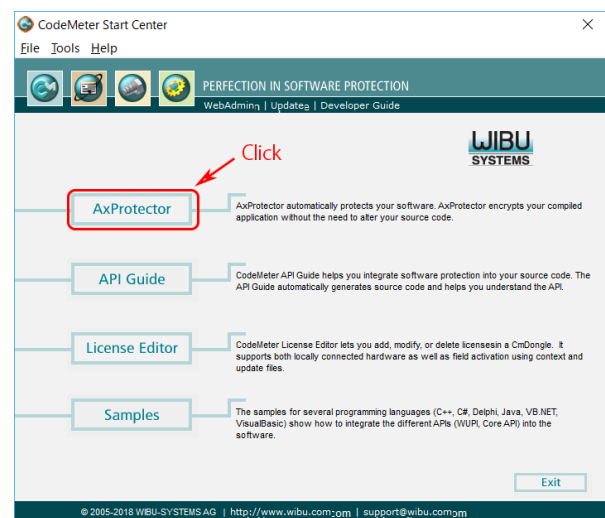 CodeMeter Start Center
File Tools Help
PERFECTION IN SOFTWARE PROTECTION
WebAdminn | Updatea | Developer Guide
Click
WIBU
SYSTEMS
AxProtector
AxProtector automatically protects your software. AxProtector encrypts your compiled
application without the need to alter your source code.
API Guide
CodeMeter API Guide helps you integrate software protection into your source code. The
API Guide automatically generates source code and helps you understand the API.
License Editor
CodeMeter License Editor lets you add, modify, or delete licensesin a CmDongle. It
supports both locally connected hardware as well as field activation using context and
update files.
Samples
The samples for several programming languages (C++, C#, Delphi, Java, VB.NET,
VisualBasic) show how to integrate the different APIs (WUPI, Core API) into the
software.
Exit
© 2005-2018 WIBU-SYSTEMS AG | http://www.wibu.com:om | support@wibu.com:om